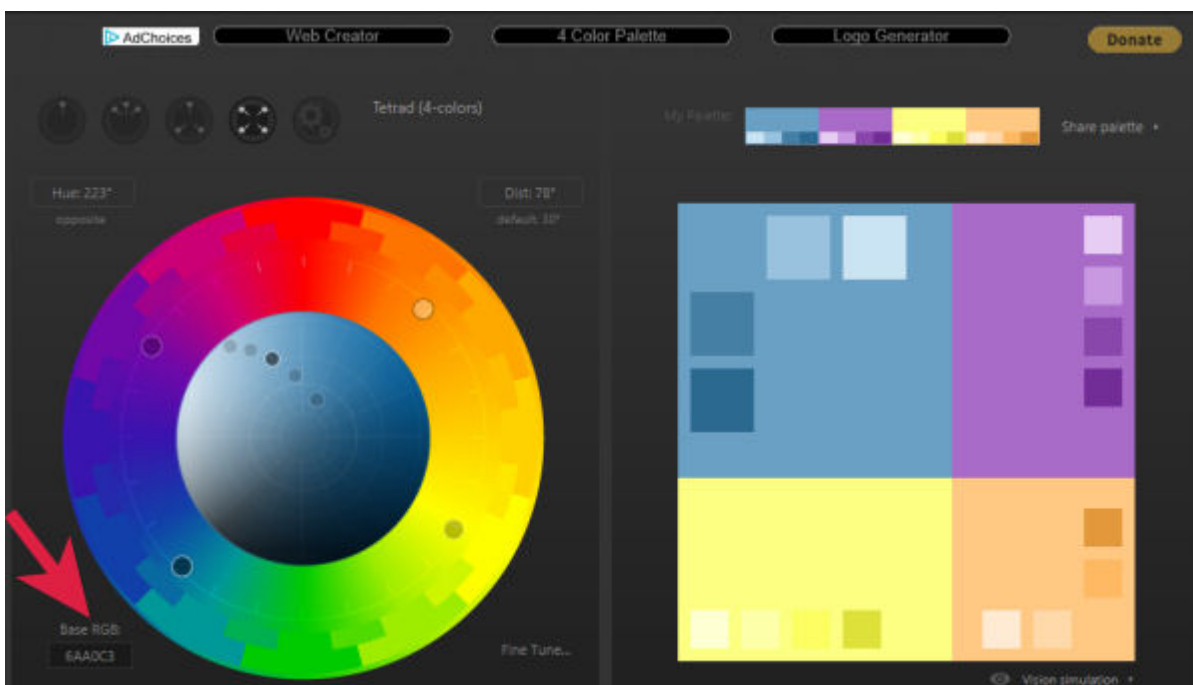 AdChoices
Web Creator
4 Color Palette
Logo Generator
Donate
Tetrad (4-colors)
My Palette:
Share palette
Hue: 223°
opposite
Dist: 78°
default: 30°
Base RGB:
6AA0C3
Fine Tune...
Vision simulation